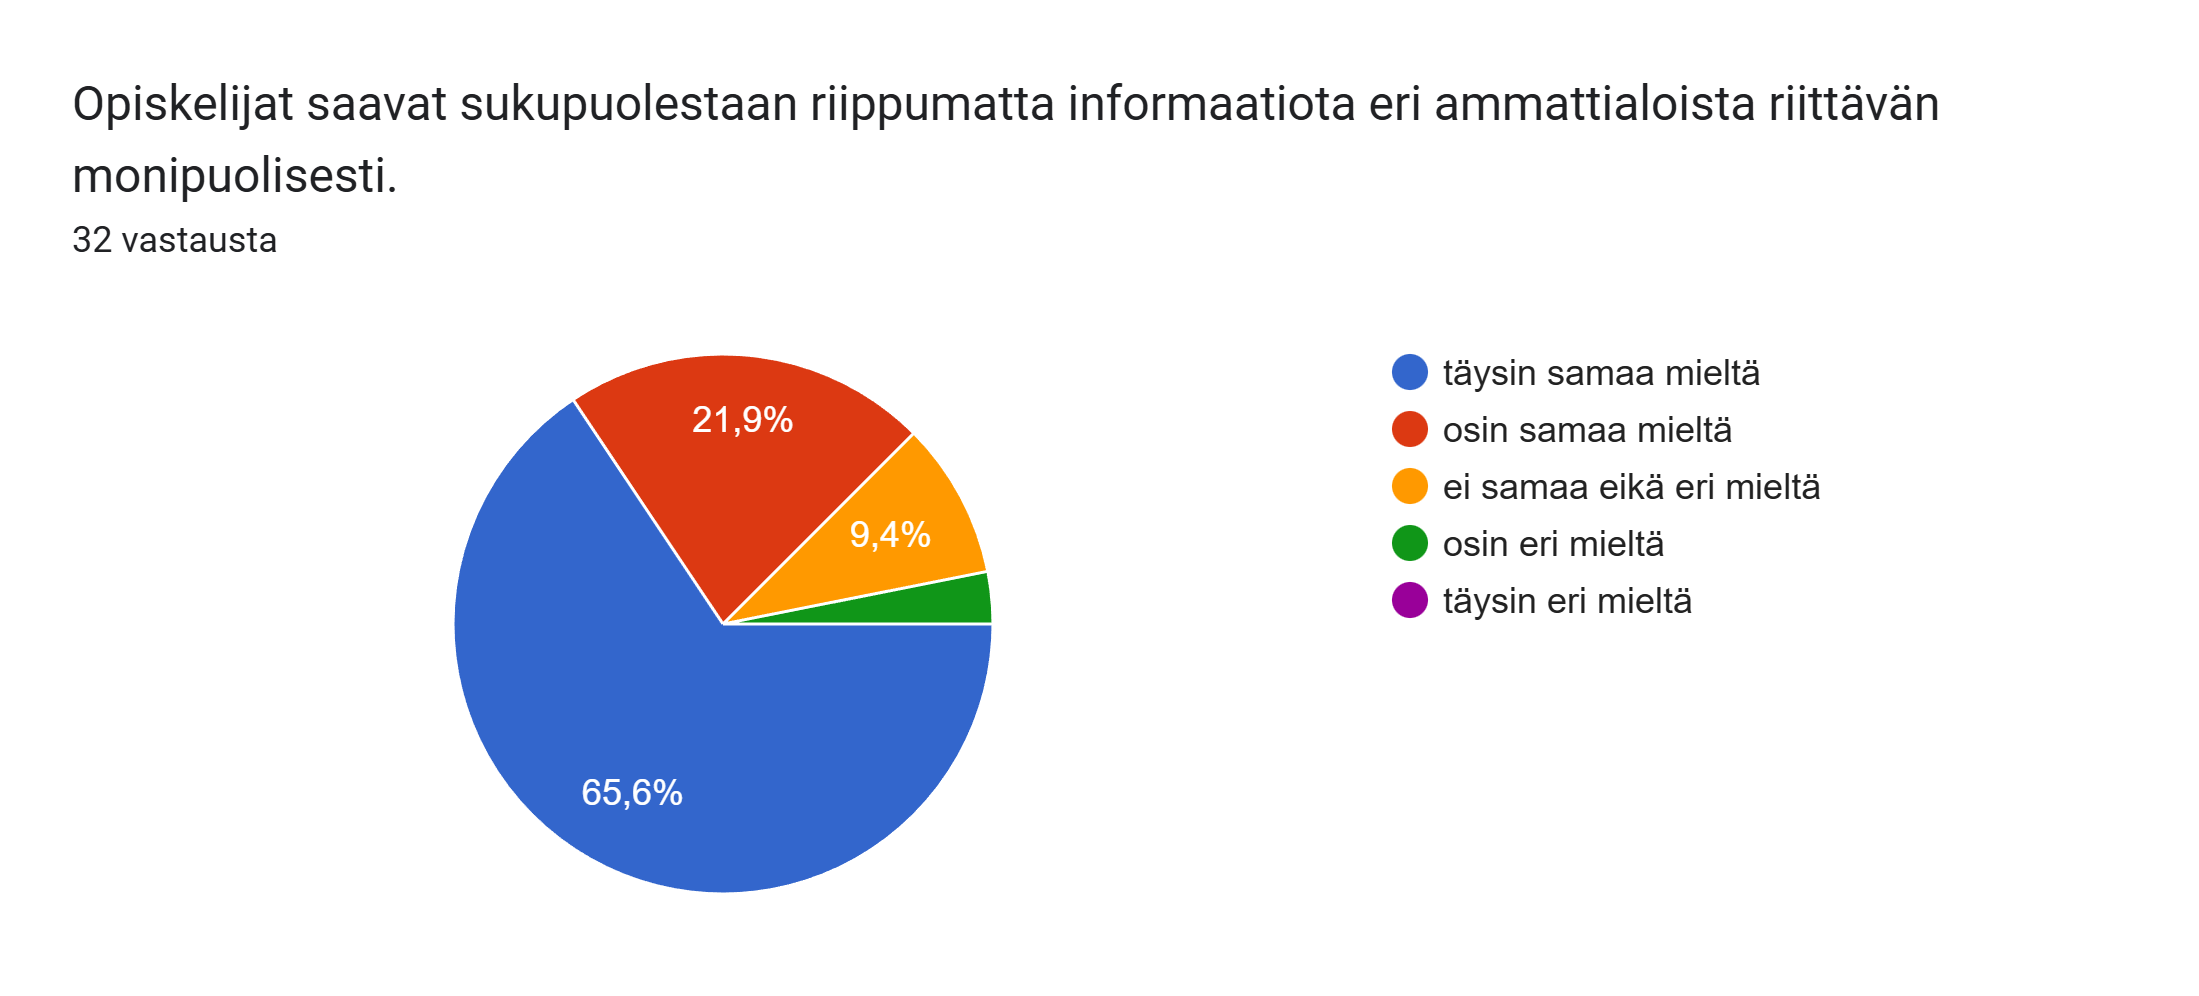 Opiskelijat saavat sukupuolestaan riippumatta informaatiota eri ammattialoista riittävän
monipuolisesti.
32 vastausta
21,9%
9,4%
65,6%
täysin samaa mieltä
osin samaa mieltä
ei samaa eikä eri mieltä
osin eri mieltä
täysin eri mieltä